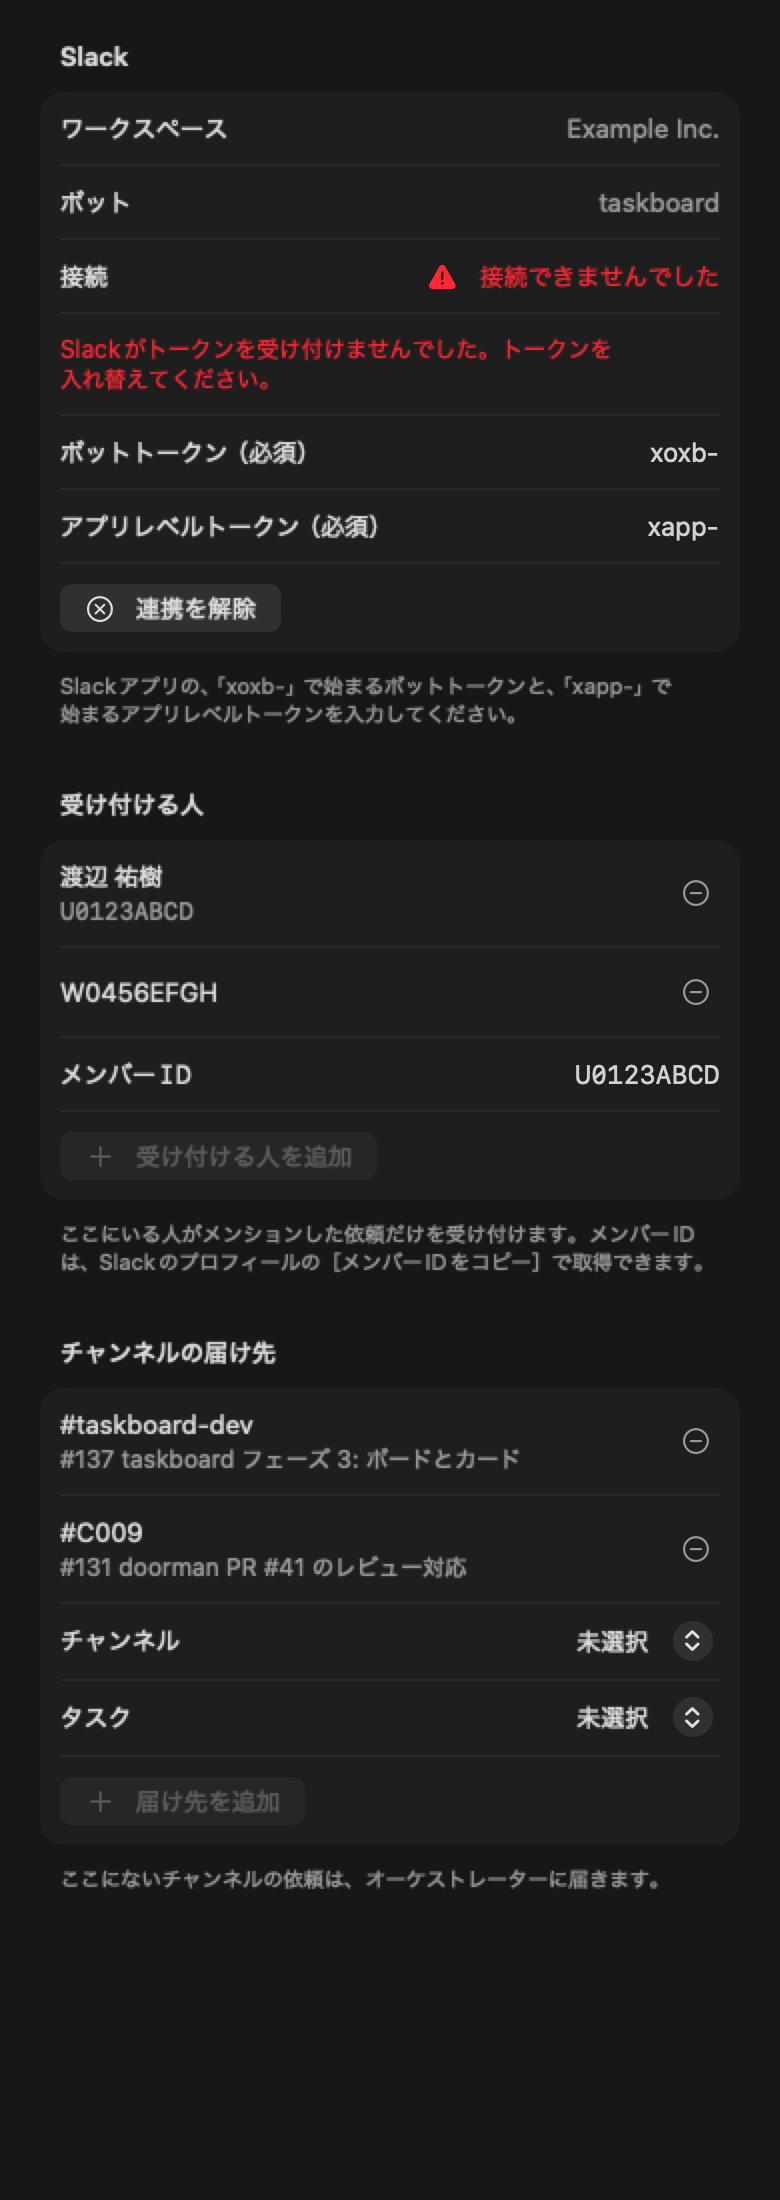 Slack
ワークスペース
Example Inc.
ボット
taskboard
接続
接続できませんでした
Slackがトークンを受け付けませんでした。トークンを
入れ替えてください。
ボットトークン（必須）
xoxb-
アプリレベルトークン（必須）
xapp-
連携を解除
Slackアプリの、「xoxb-」で始まるボットトークンと、「xapp-」で
始まるアプリレベルトークンを入力してください。
受け付ける人
渡辺 祐樹
U0123ABCD
W0456EFGH
メンバーID
U0123ABCD
受け付ける人を追加
ここにいる人がメンションした依頼だけを受け付けます。メンバーID
は、Slackのプロフィールの［メンバーIDをコピー］で取得できます。
チャンネルの届け先
#taskboard-dev
#137 taskboard フェーズ 3: ボードとカード
#C009
#131 doorman PR #41 のレビュー対応
チャンネル
未選択
タスク
未選択
届け先を追加
ここにないチャンネルの依頼は、オーケストレーターに届きます。